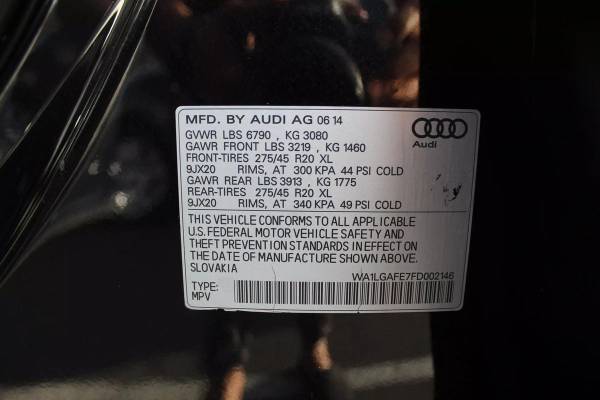 MFD. BY AUDI AG 06 14
GVWR LBS 6790 , KG 3080
GAWR FRONT LBS 3219 , KG 1460
FRONT-TIRES 275/45 R20 XL
9JX20 RIMS, AT 300 KPA 44 PSI COLD
GAWR REAR LBS 3913 , KG 1775
REAR-TIRES 275/45 R20 XL
9JX20 RIMS, AT 340 KPA 49 PSI COLD
Audi
THIS VEHICLE CONFORMS TO ALL APPLICABLE
U.S. FEDERAL MOTOR VEHICLE SAFETY AND
THEFT PREVENTION STANDARDS IN EFFECT ON
THE DATE OF MANUFACTURE SHOWN ABOVE.
SLOVAKIA
WA1LGAFE7FD002146
TYPE:
MPV